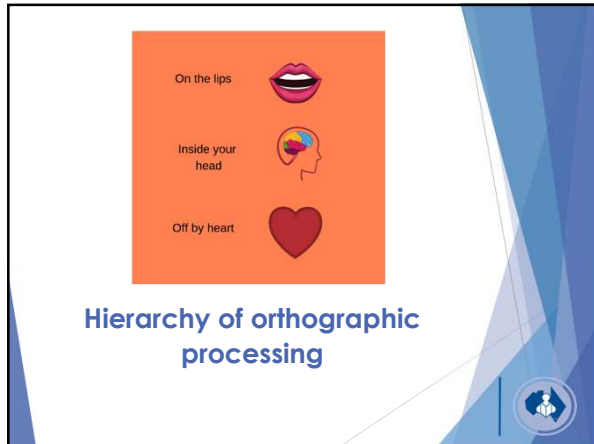 On the lips
Inside your
head
Off by heart
Hierarchy of orthographic
processing